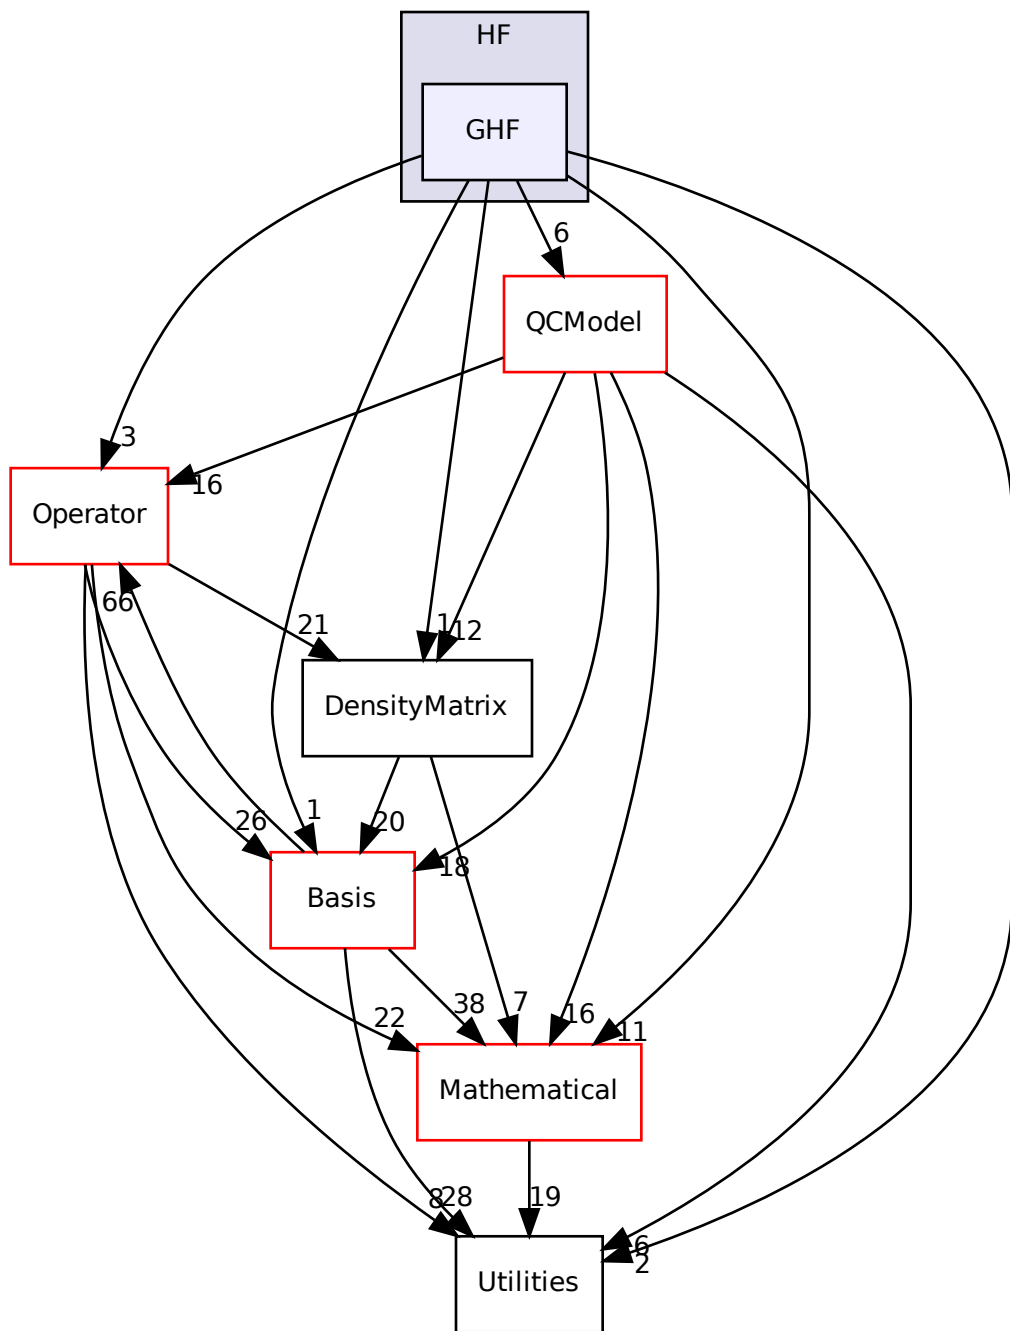 HF
GHF
6
QCModel
3
16
Operator
66
21
1
12
DensityMatrix
26
1
20
18
Basis
22
38
7
16
11
Mathematical
8
28
19
6
2
Utilities